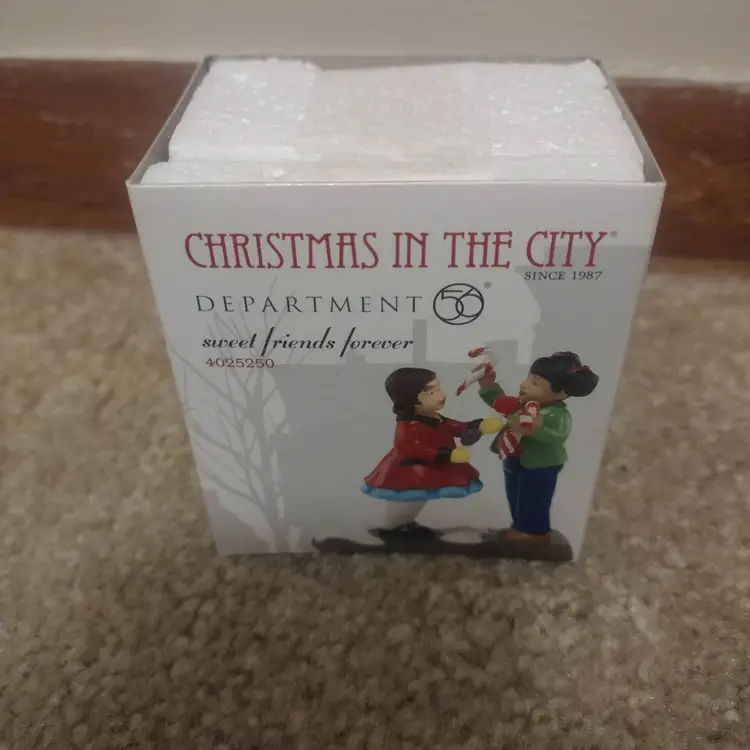 CHRISTMAS IN THE CITY®
SINCE 1987
DEPARTMENT 56®
sweet friends forever
4025250